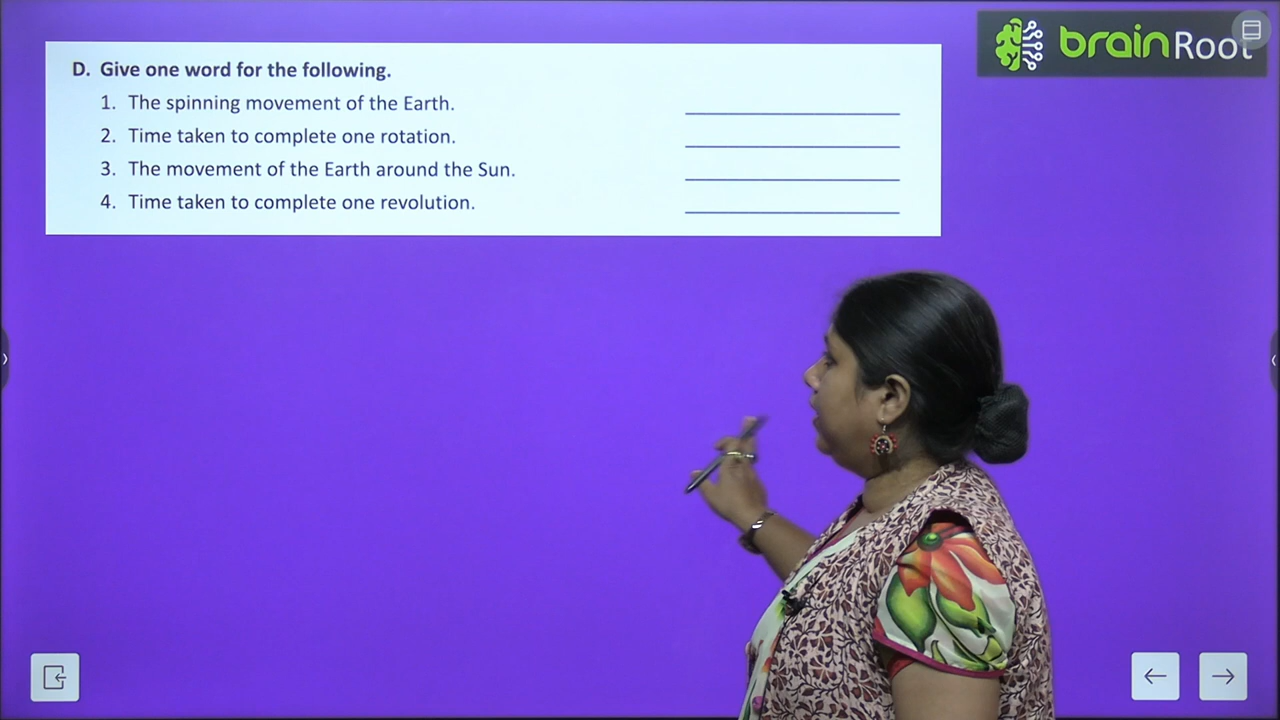 brainRoot
D. Give one word for the following.
1. The spinning movement of the Earth.
2. Time taken to complete one rotation.
3. The movement of the Earth around the Sun.
4. Time taken to complete one revolution.